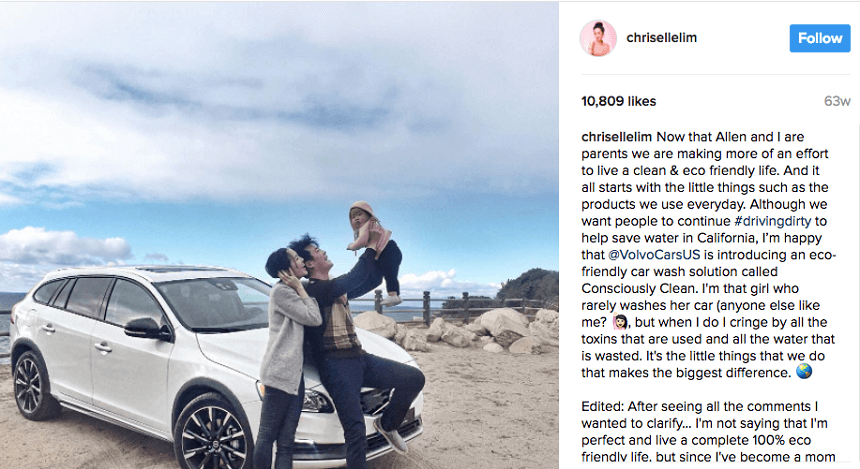 chrisellelim
Follow
10,809 likes
63w
chrisellelim Now that Allen and I are
parents we are making more of an effort
to live a clean & eco friendly life. And it
all starts with the little things such as the
products we use everyday. Although we
want people to continue #drivingdirty to
help save water in California, I'm happy
that @VolvoCarsUS is introducing an eco-
friendly car wash solution called
Consciously Clean. I'm that girl who
rarely washes her car (anyone else like
me? 🙋🏻, but when I do I cringe by all the
toxins that are used and all the water that
is wasted. It's the little things that we do
that makes the biggest difference. 🌏
Edited: After seeing all the comments I
wanted to clarify... I'm not saying that I'm
perfect and live a complete 100% eco
friendly life, but since I've become a mom